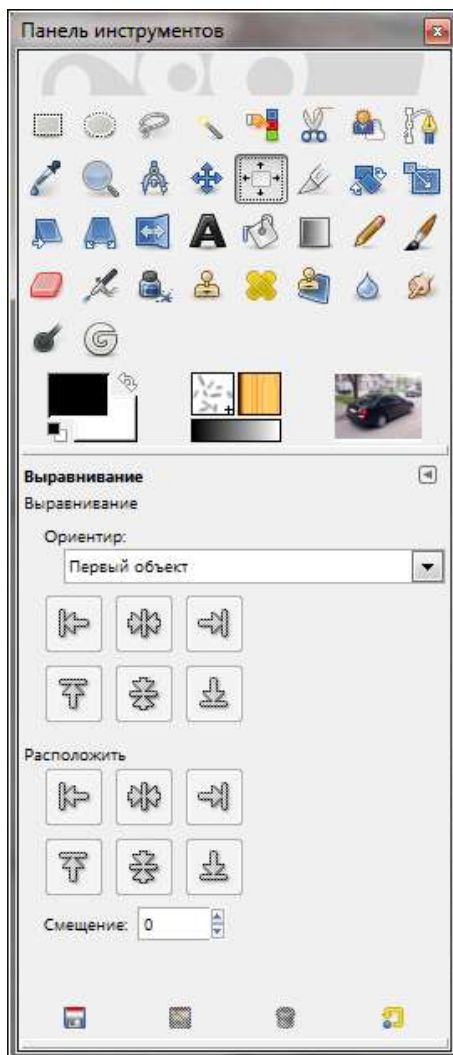 Панель инструментов
Выравнивание
Выравнивание
Ориентир:
Первый объект
Расположить
Смещение: 0